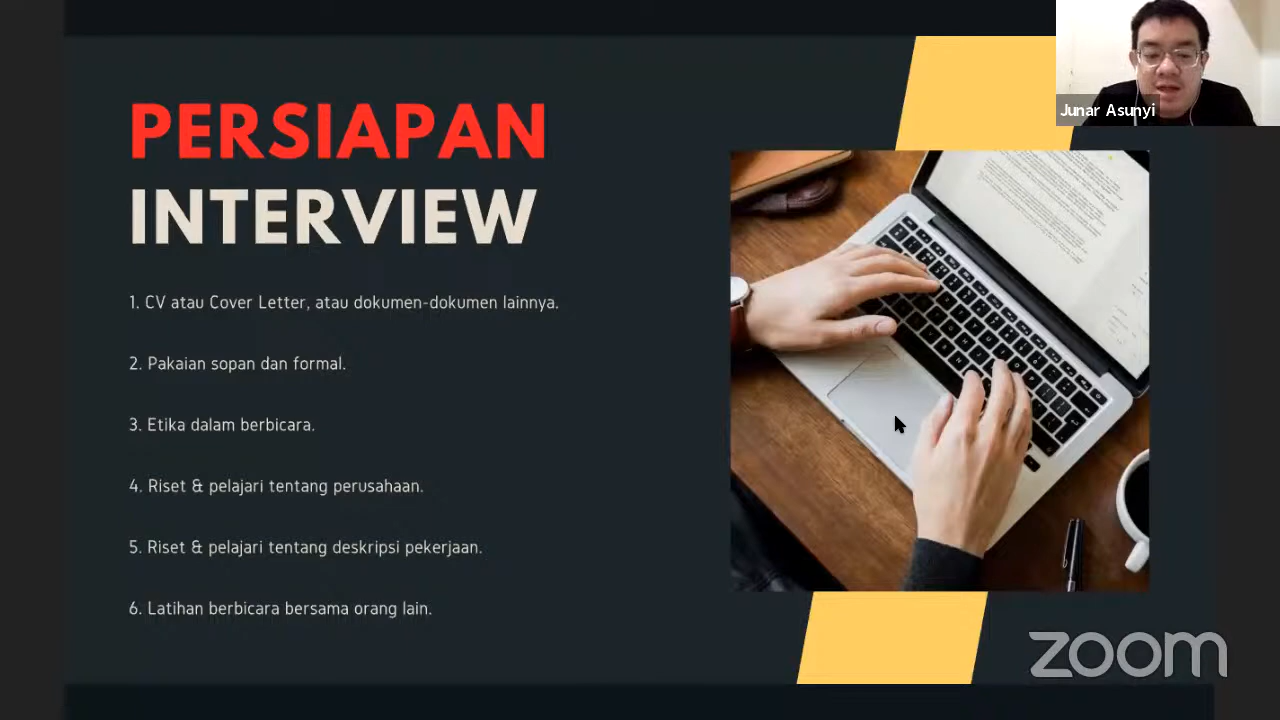 PERSIAPAN
INTERVIEW
1. CV atau Cover Letter, atau dokumen-dokumen lainnya.
2. Pakaian sopan dan formal.
3. Etika dalam berbicara.
4. Riset & pelajari tentang perusahaan.
5. Riset & pelajari tentang deskripsi pekerjaan.
6. Latihan berbicara bersama orang lain.
Junar Asunyi
zoom